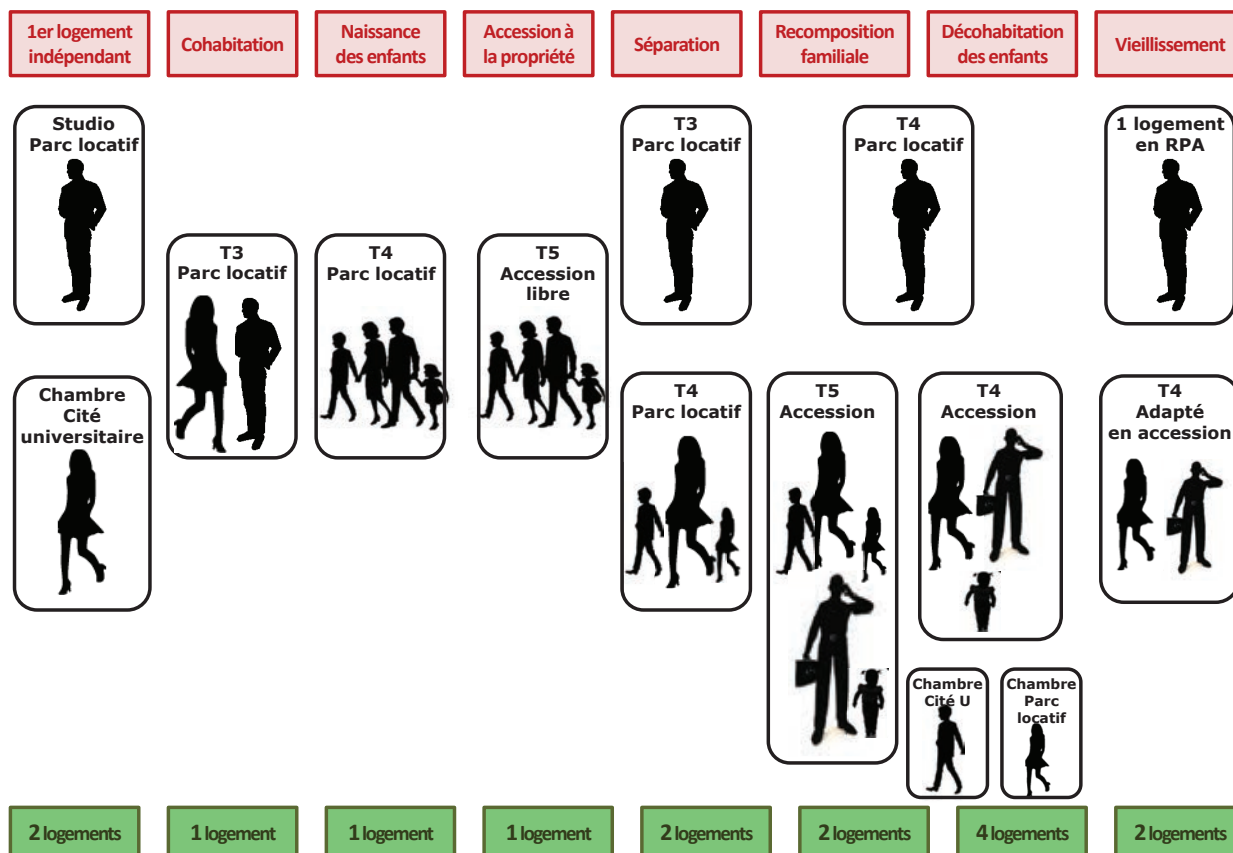 1er logement
indépendant
Cohabitation
Naissance
des enfants
Accession à
la propriété
Séparation
Recomposition
familiale
Décohabitation
des enfants
Vieillissement
Studio
Parc locatif
T3
Parc locatif
T4
Parc locatif
1 logement
en RPA
T3
Parc locatif
T4
Parc locatif
T5
Accession
libre
Chambre
Cité
universitaire
T4
Parc locatif
T5
Accession
T4
Accession
T4
Adapté
en accession
Chambre
Cité U
Chambre
Parc
locatif
2 logements
1 logement
1 logement
1 logement
2 logements
2 logements
4 logements
2 logements